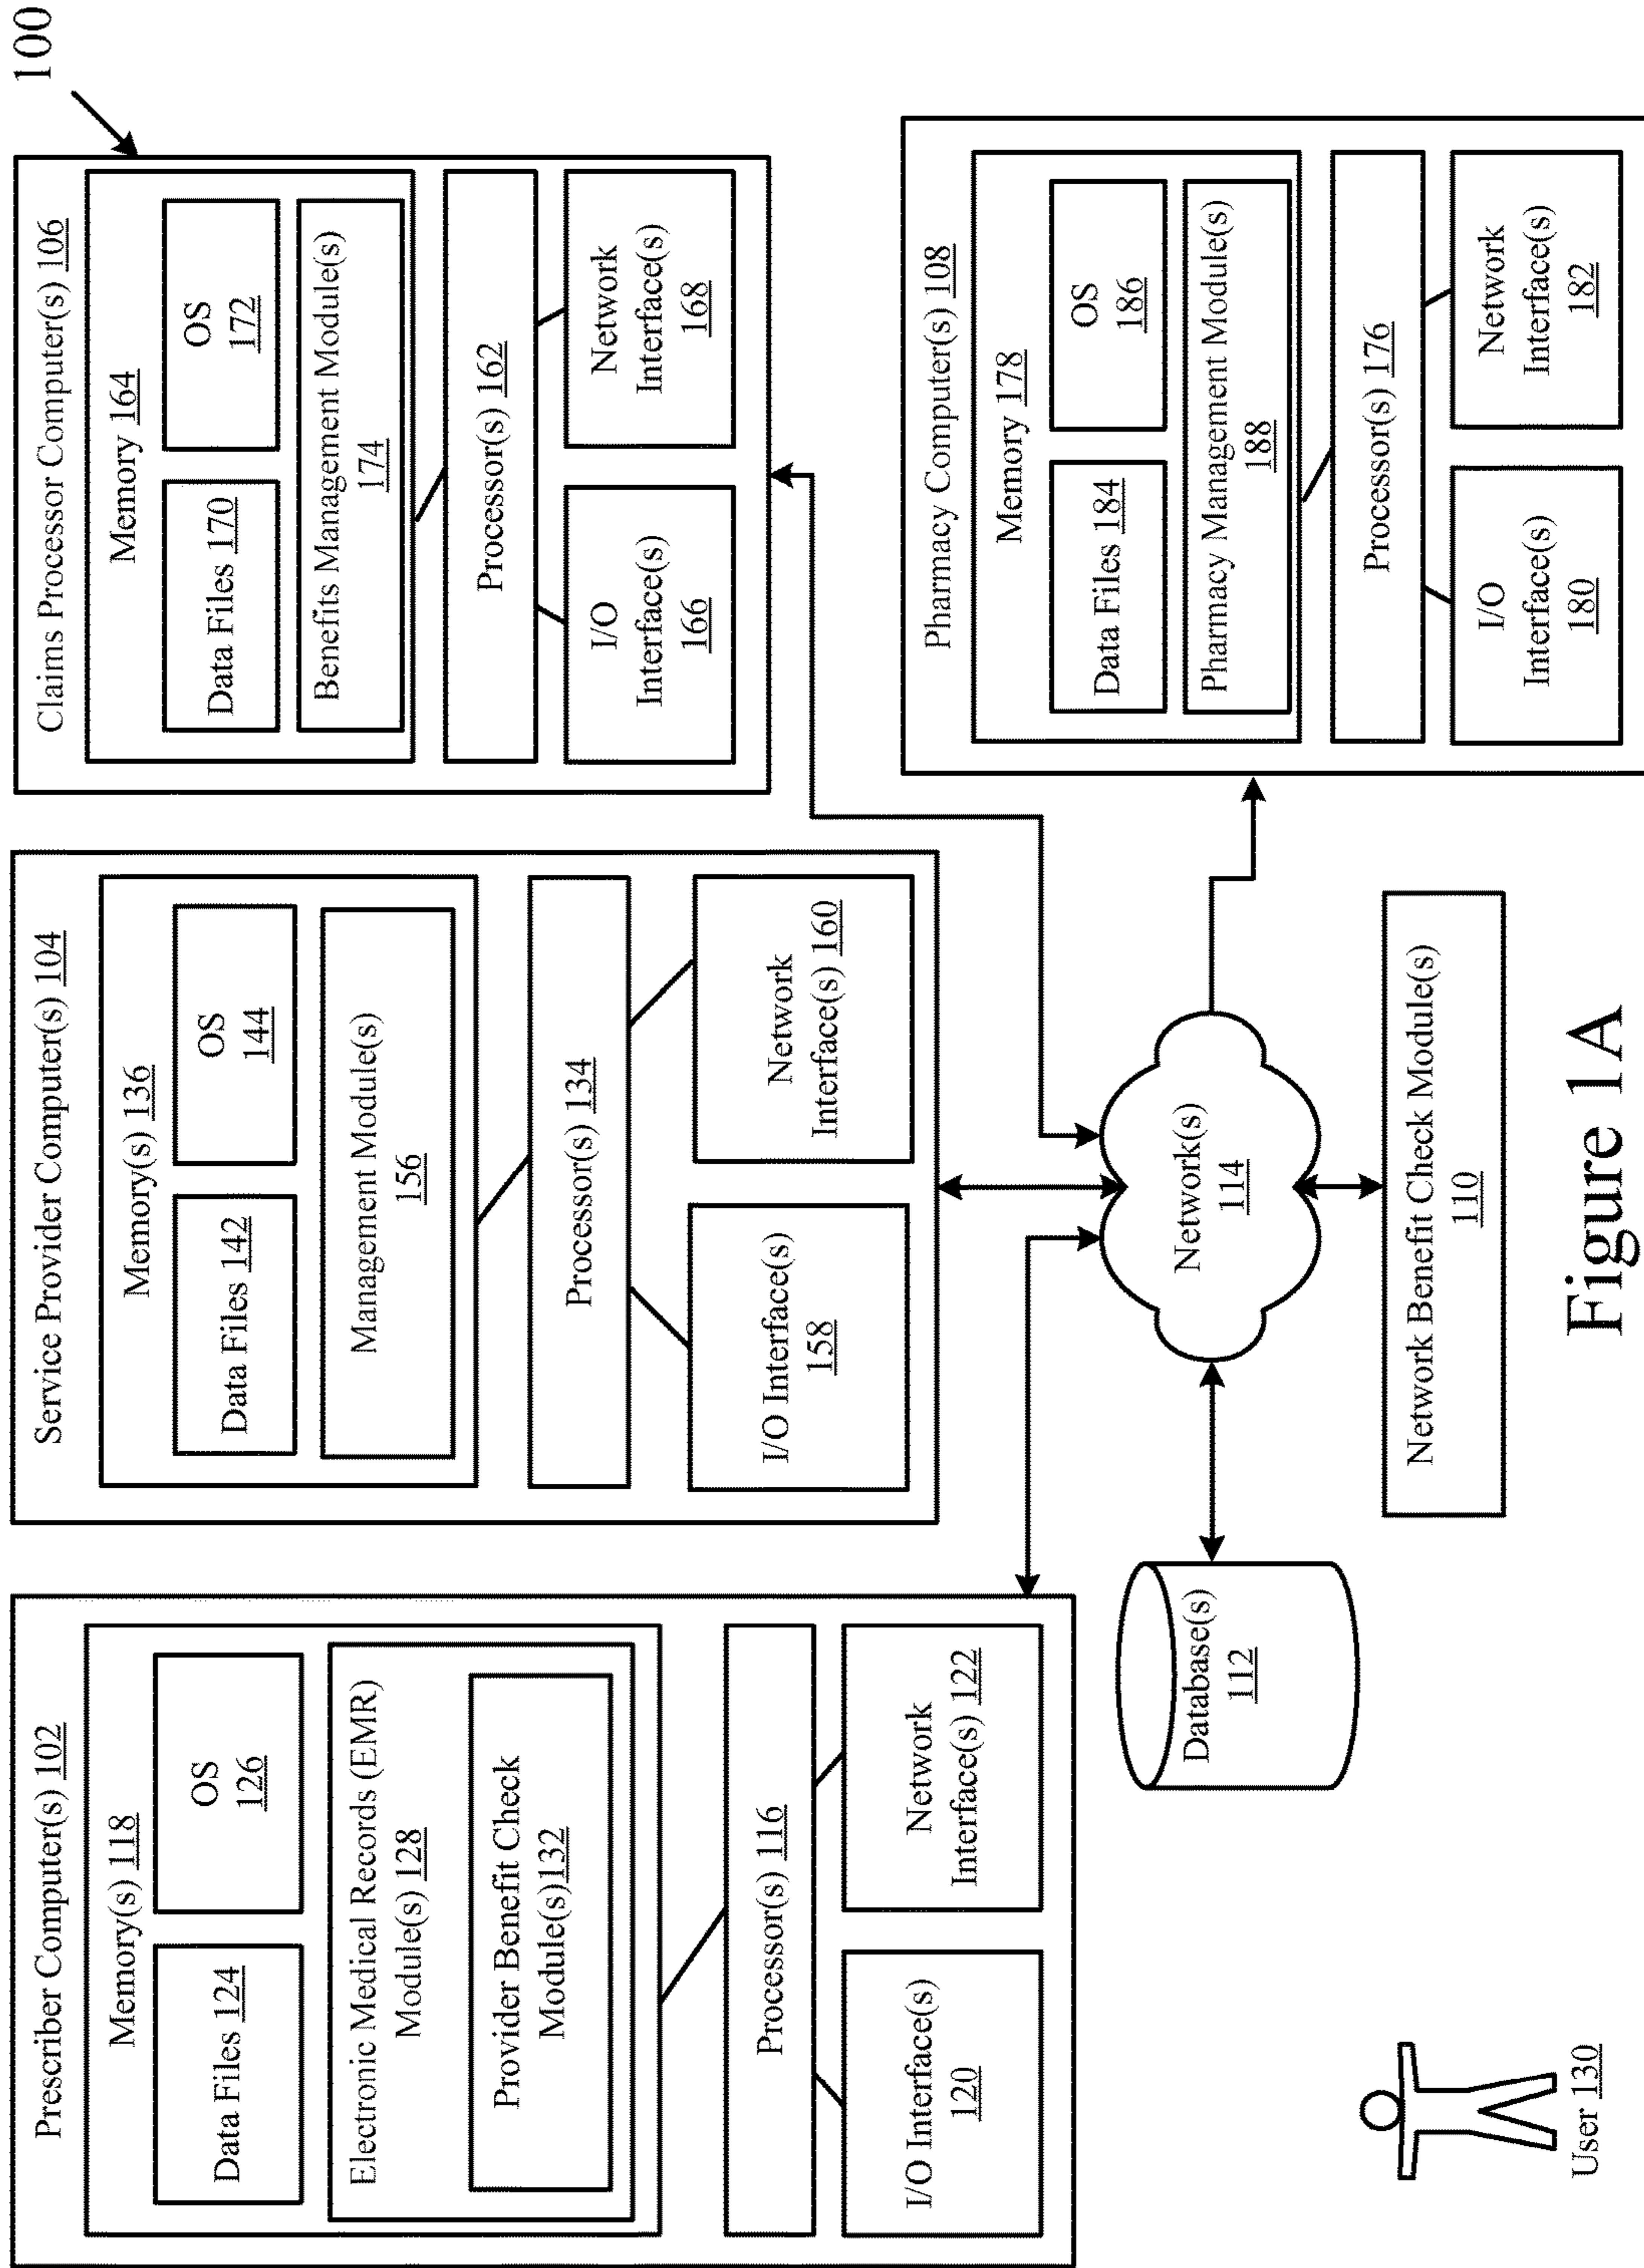 100
Prescriber Computer(s) 102
Memory(s) 118
Data Files 124
OS
126
Electronic Medical Records (EMR)
Module(s) 128
Provider Benefit Check
Module(s)132
Processor(s) 116
I/O Interface(s)
120
Network
Interface(s) 122
Service Provider Computer(s) 104
Memory(s) 136
Data Files 142
OS
144
Management Module(s)
156
Processor(s) 134
I/O Interface(s)
158
Network
Interface(s) 160
Claims Processor Computer(s) 106
Memory 164
Data Files 170
OS
172
Benefits Management Module(s)
174
Processor(s) 162
I/O
Interface(s)
166
Network
Interface(s)
168
Pharmacy Computer(s) 108
Memory 178
Data Files 184
OS
186
Pharmacy Management Module(s)
188
Processor(s) 176
I/O
Interface(s)
180
Network
Interface(s)
182
Database(s)
112
Network(s)
114
Network Benefit Check Module(s)
110
User 130
Figure 1A